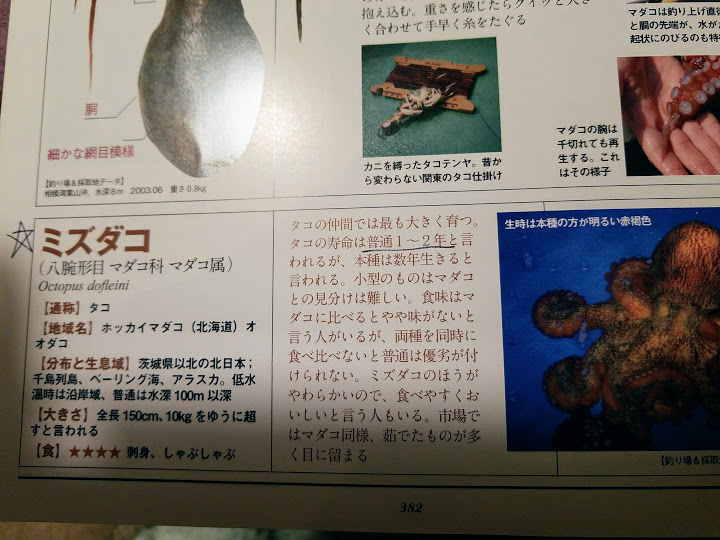 抱え込む。重さを感じたらクイッと大き
く合わせて手早く糸をたぐる
胴
細かな網目模様
【釣り場&採取地データ】
相模湾葉山沖、水深8m 2003.06 重さ0.8kg
カニを縛ったタコテンヤ。昔か
ら変わらない関東のタコ仕掛け
マダコは釣り上げ直後
と胴の先端が、水が
起状にのびるのも特
マダコの腕は
千切れても再
生する。これ
はその様子
ミズダコ
(八腕形目 マダコ科 マダコ属)
Octopus dofleini
【通称】タコ
【地域名】ホッカイマダコ(北海道)オ
オダコ
【分布と生息域】茨城県以北の北日本;
千島列島、ベーリング海、アラスカ。低水
温時は沿岸域、普通は水深100m以深
【大きさ】全長150cm、10kgをゆうに超
すと言われる
【食】★★★★ 刺身、しゃぶしゃぶ
タコの仲間では最も大きく育つ。
タコの寿命は普通1〜2年と言
われるが、本種は数年生きると
言われる。小型のものはマダコ
との見分けは難しい。食味はマ
ダコに比べるとやや味がないと
言う人がいるが、両種を同時に
食べ比べないと普通は優劣が付
けられない。ミズダコのほうが
やわらかいので、食べやすくお
いしいと言う人もいる。市場で
はマダコ同様、茹でたものが多
く目に留まる
生時は本種の方が明るい赤褐色
【釣り場&採取
382